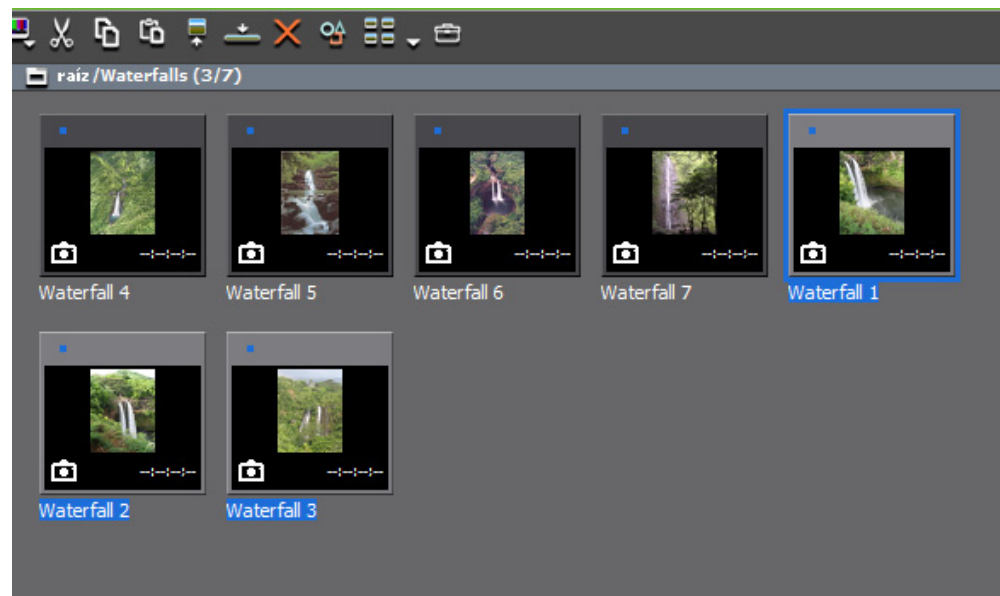 raíz/Waterfalls (3/7)
--:--:--:-- --:--:--:-- --:--:--:-- --:--:--:-- --:--:--:--
Waterfall 4 Waterfall 5 Waterfall 6 Waterfall 7 Waterfall 1
--:--:--:-- --:--:--:--
Waterfall 2 Waterfall 3